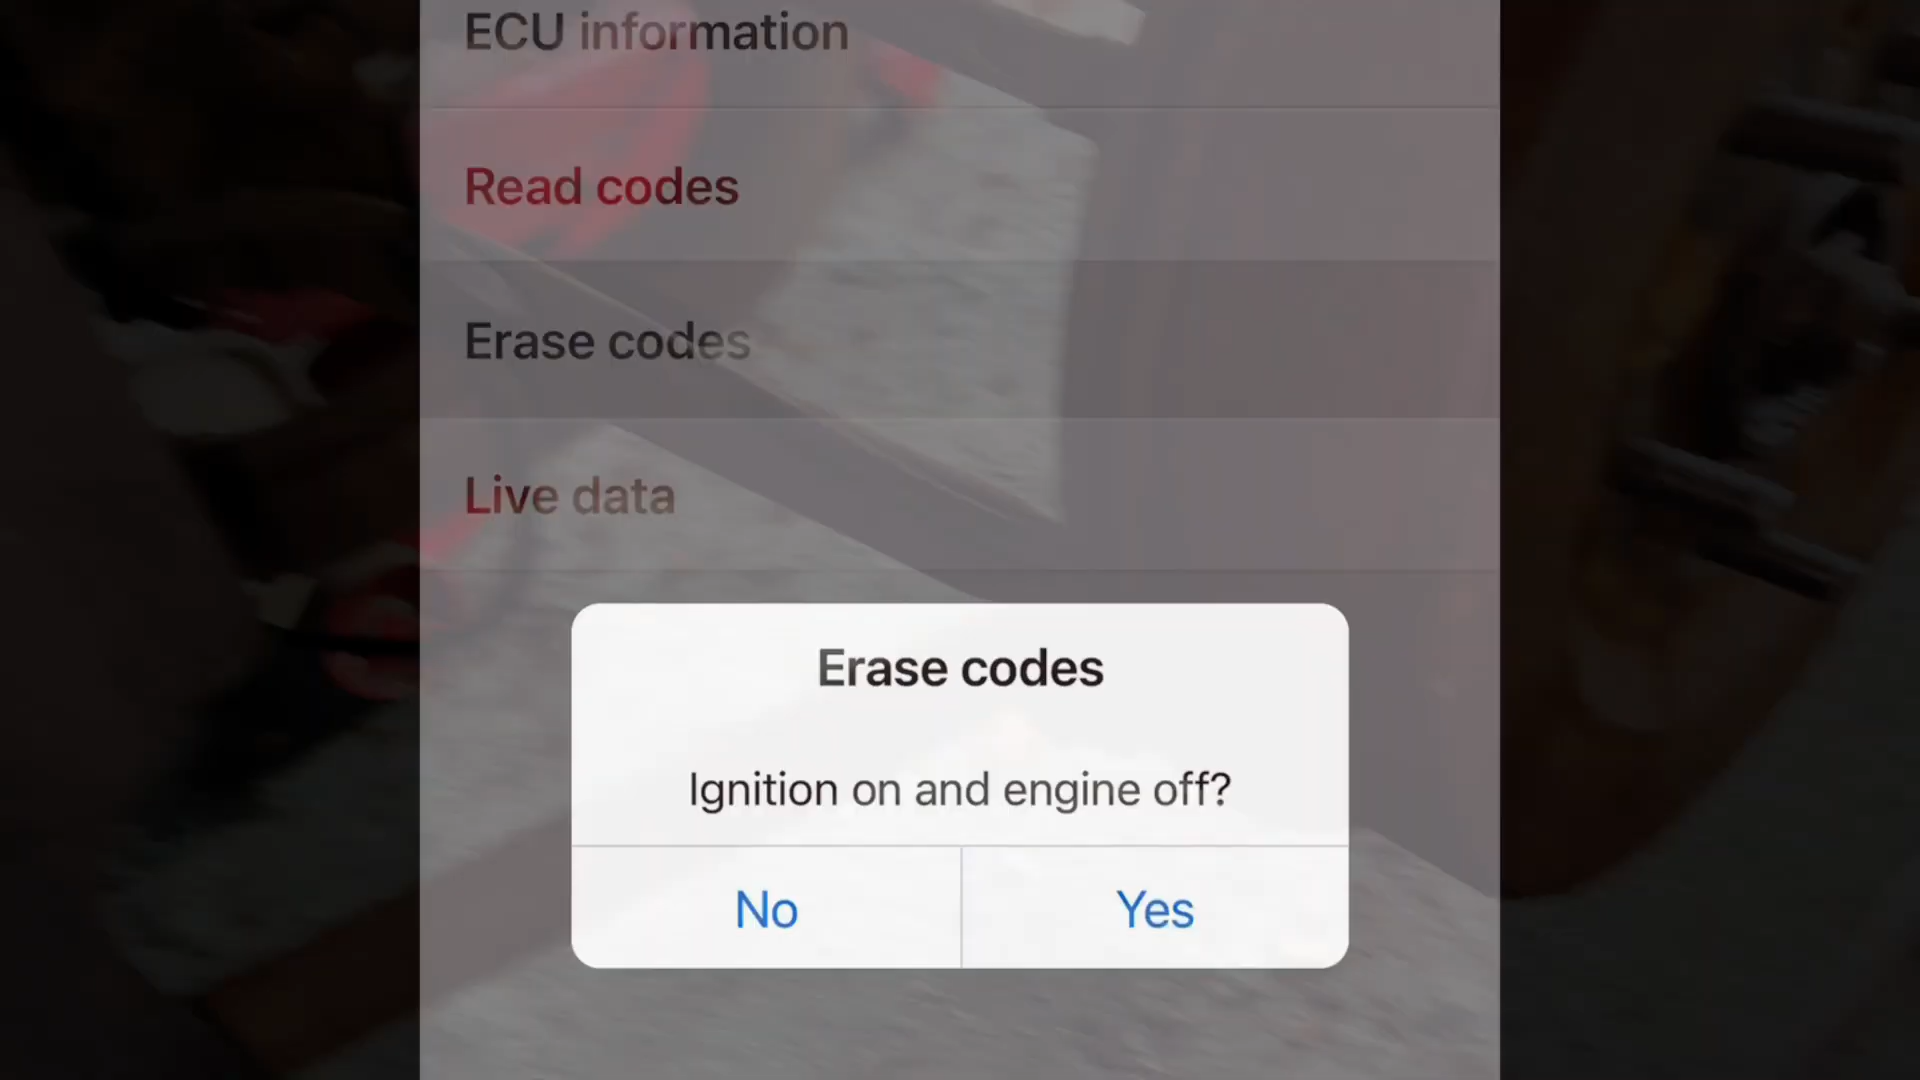 ECU information
Read codes
Erase codes
Live data
Erase codes
Ignition on and engine off?
No
Yes